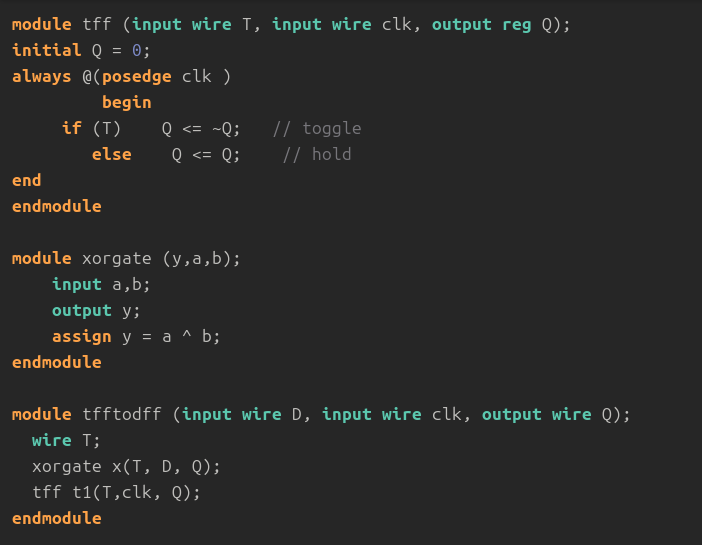 module tff (input wire T, input wire clk, output reg Q);
initial Q = 0;
always @(posedge clk )
         begin
     if (T)    Q <= ~Q;   // toggle
        else    Q <= Q;    // hold
end
endmodule

module xorgate (y,a,b);
    input a,b;
    output y;
    assign y = a ^ b;
endmodule

module tfftodff (input wire D, input wire clk, output wire Q);
  wire T;
  xorgate x(T, D, Q);
  tff t1(T,clk, Q);
endmodule